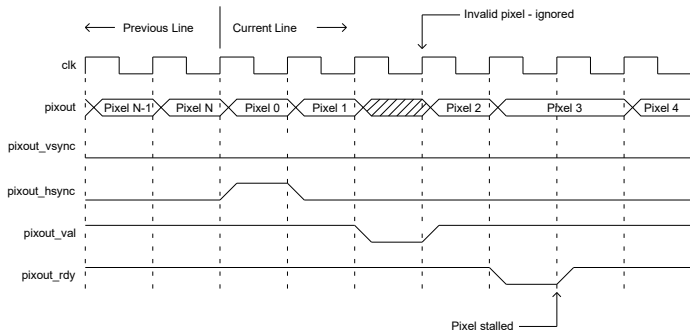 Invalid pixel - ignored
Previous Line
Current Line
clk
pixout
Pixel N-1
Pixel N
Pixel 0
Pixel 1
Pixel 2
Pixel 3
Pixel 4
pixout_vsync
pixout_hsync
pixout_val
pixout_rdy
Pixel stalled